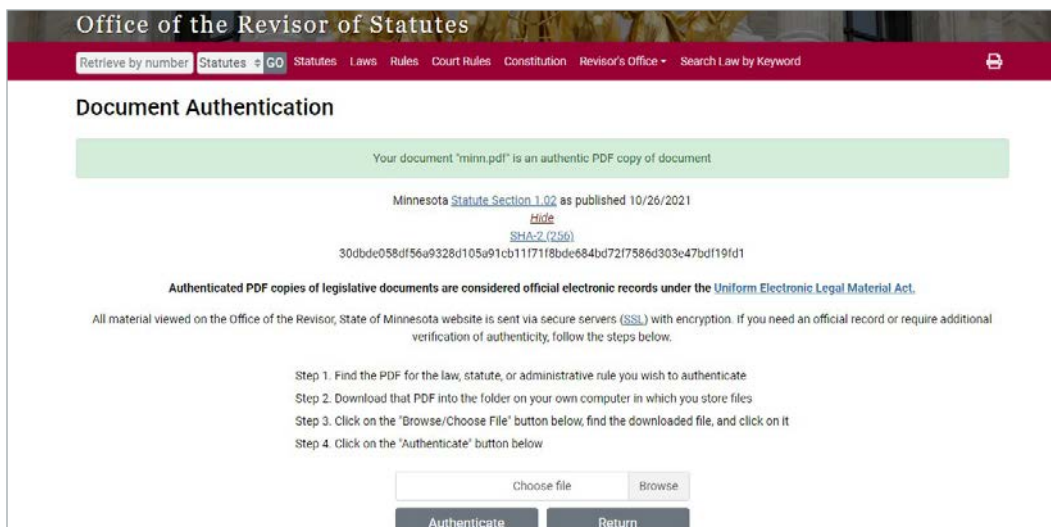 Office of the Revisor of Statutes
Retrieve by number Statutes GO Statutes Laws Rules Court Rules Constitution Revisor's Office Search Law by Keyword
Document Authentication
Your document "minn.pdf" is an authentic PDF copy of document
Minnesota Statute Section 1.02 as published 10/26/2021
Hide
SHA-2 (256)
30dbde058df56a9328d105a91cb11f71f8bde684bd72f7586d303e47bdf19fd1
Authenticated PDF copies of legislative documents are considered official electronic records under the Uniform Electronic Legal Material Act.
All material viewed on the Office of the Revisor, State of Minnesota website is sent via secure servers (SSL) with encryption. If you need an official record or require additional
verification of authenticity, follow the steps below.
Step 1. Find the PDF for the law, statute, or administrative rule you wish to authenticate
Step 2. Download that PDF into the folder on your own computer in which you store files
Step 3. Click on the "Browse/Choose File" button below, find the downloaded file, and click on it
Step 4. Click on the "Authenticate" button below
Choose file Browse
Authenticate Return